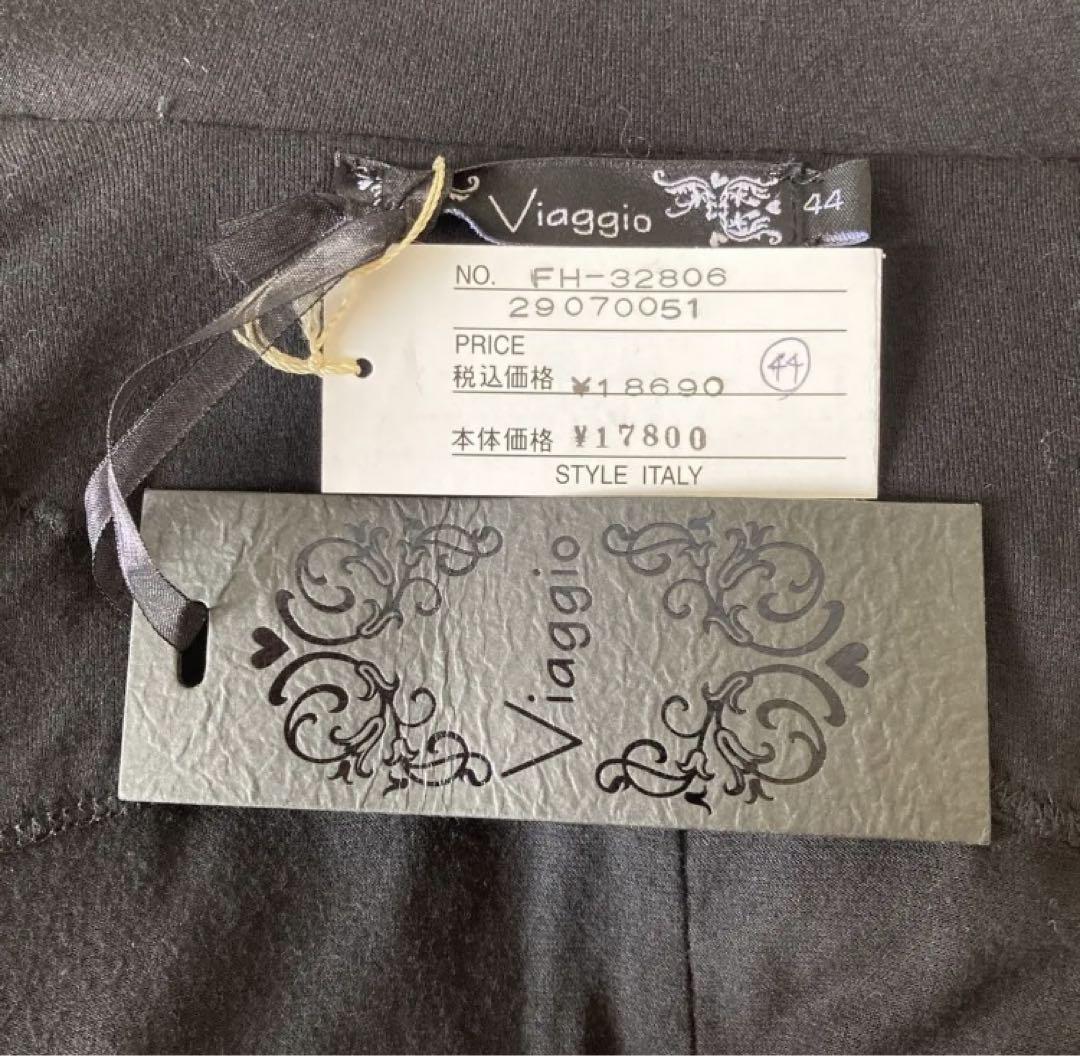 Viaggio
44
NO. FH-32806
29070051
PRICE
税込価格 ¥18690
44
本体価格 ¥17800
STYLE ITALY
Viaggio